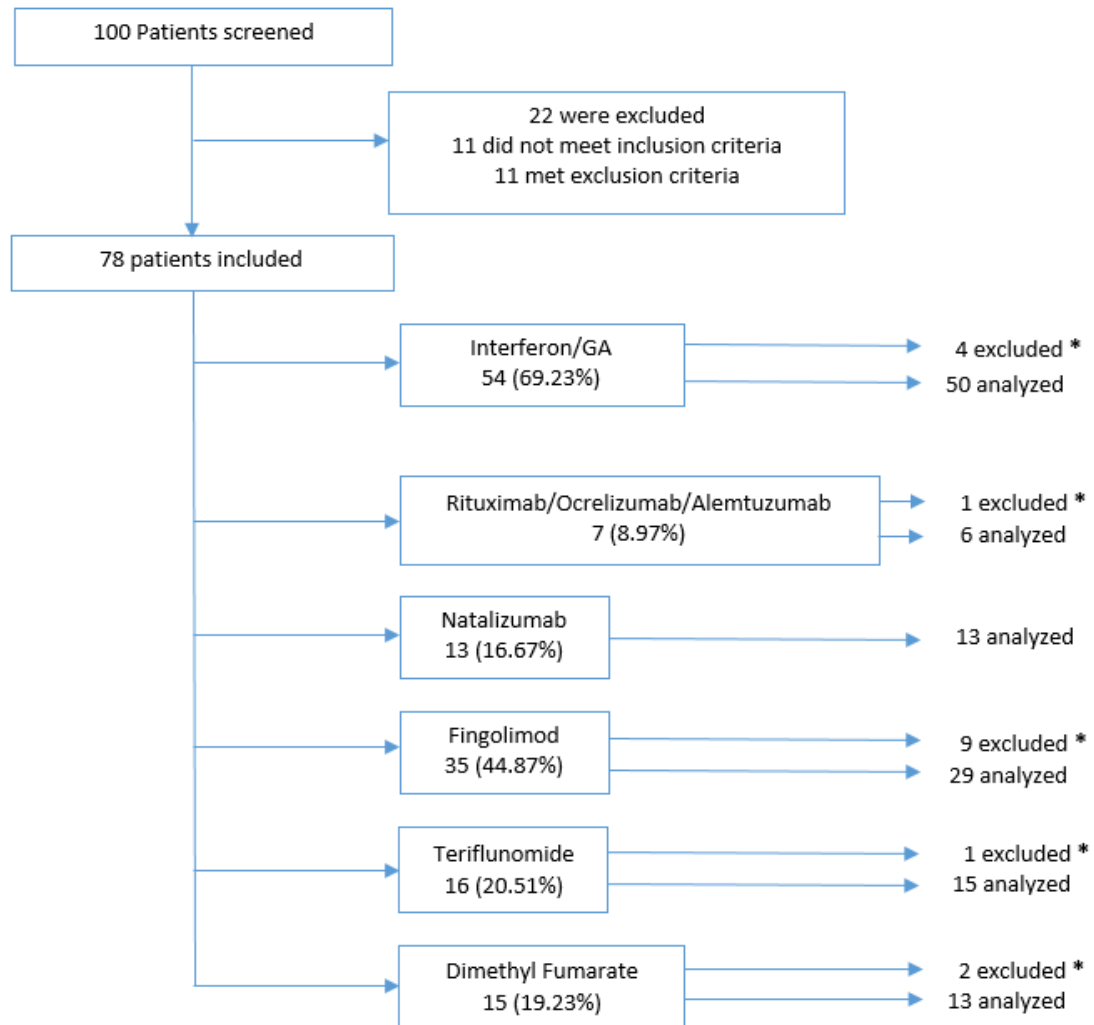 100 Patients screened
22 were excluded
11 did not meet inclusion criteria
11 met exclusion criteria
78 patients included
Interferon/GA
54 (69.23%)
4 excluded *
50 analyzed
Rituximab/Ocrelizumab/Alemtuzumab
7 (8.97%)
1 excluded *
6 analyzed
Natalizumab
13 (16.67%)
13 analyzed
Fingolimod
35 (44.87%)
9 excluded *
29 analyzed
Teriflunomide
16 (20.51%)
1 excluded *
15 analyzed
Dimethyl Fumarate
15 (19.23%)
2 excluded *
13 analyzed